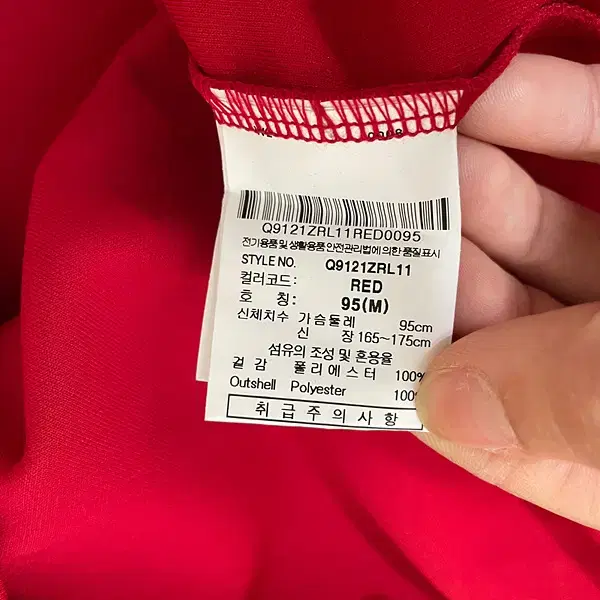 Q9121ZRL11RED0095
전기용품 및 생활용품 안전관리법에 의한 품질표시
STYLE NO. Q9121ZRL11
컬러코드: RED
호 칭: 95(M)
신체치수 가슴둘레 95cm
신 장 165~175cm
섬유의 조성 및 혼용율
겉 감 폴리에스터 100%
Outshell Polyester 100%
취급주의사항